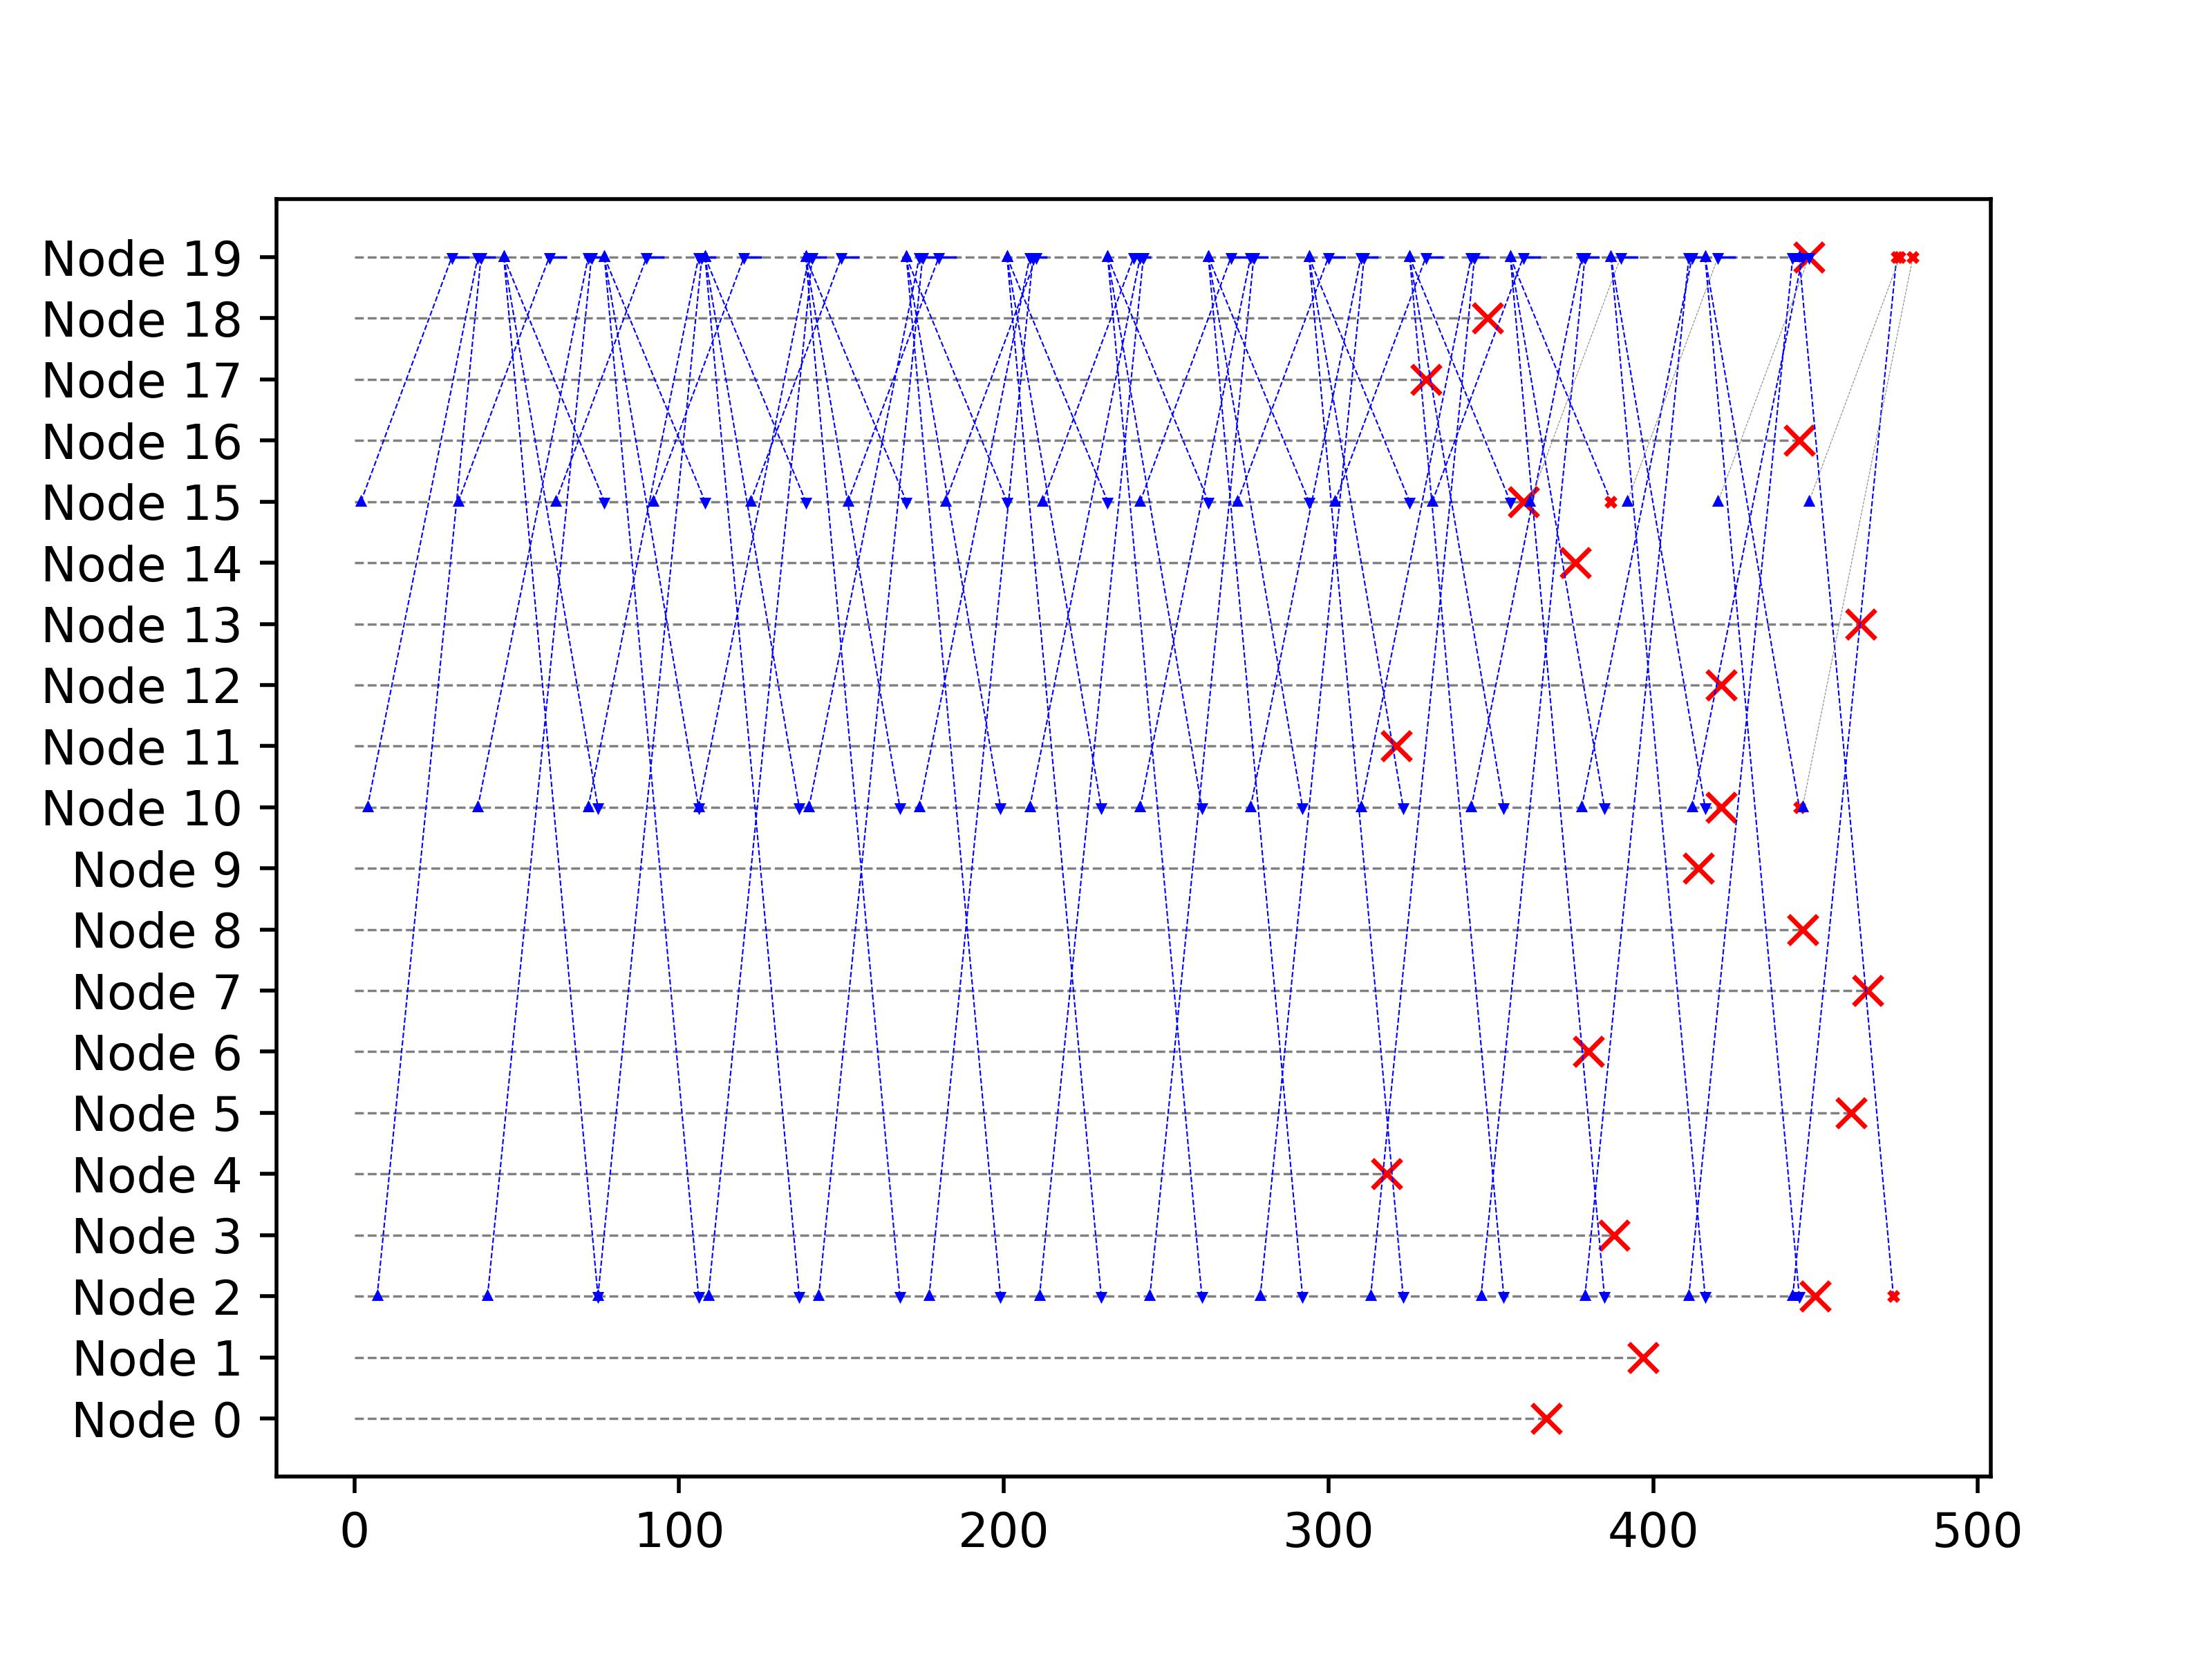 Node 19
Node 18
Node 17
Node 16
Node 15
Node 14
Node 13
Node 12
Node 11
Node 10
Node 9
Node 8
Node 7
Node 6
Node 5
Node 4
Node 3
Node 2
Node 1
Node 0
0 100 200 300 400 500